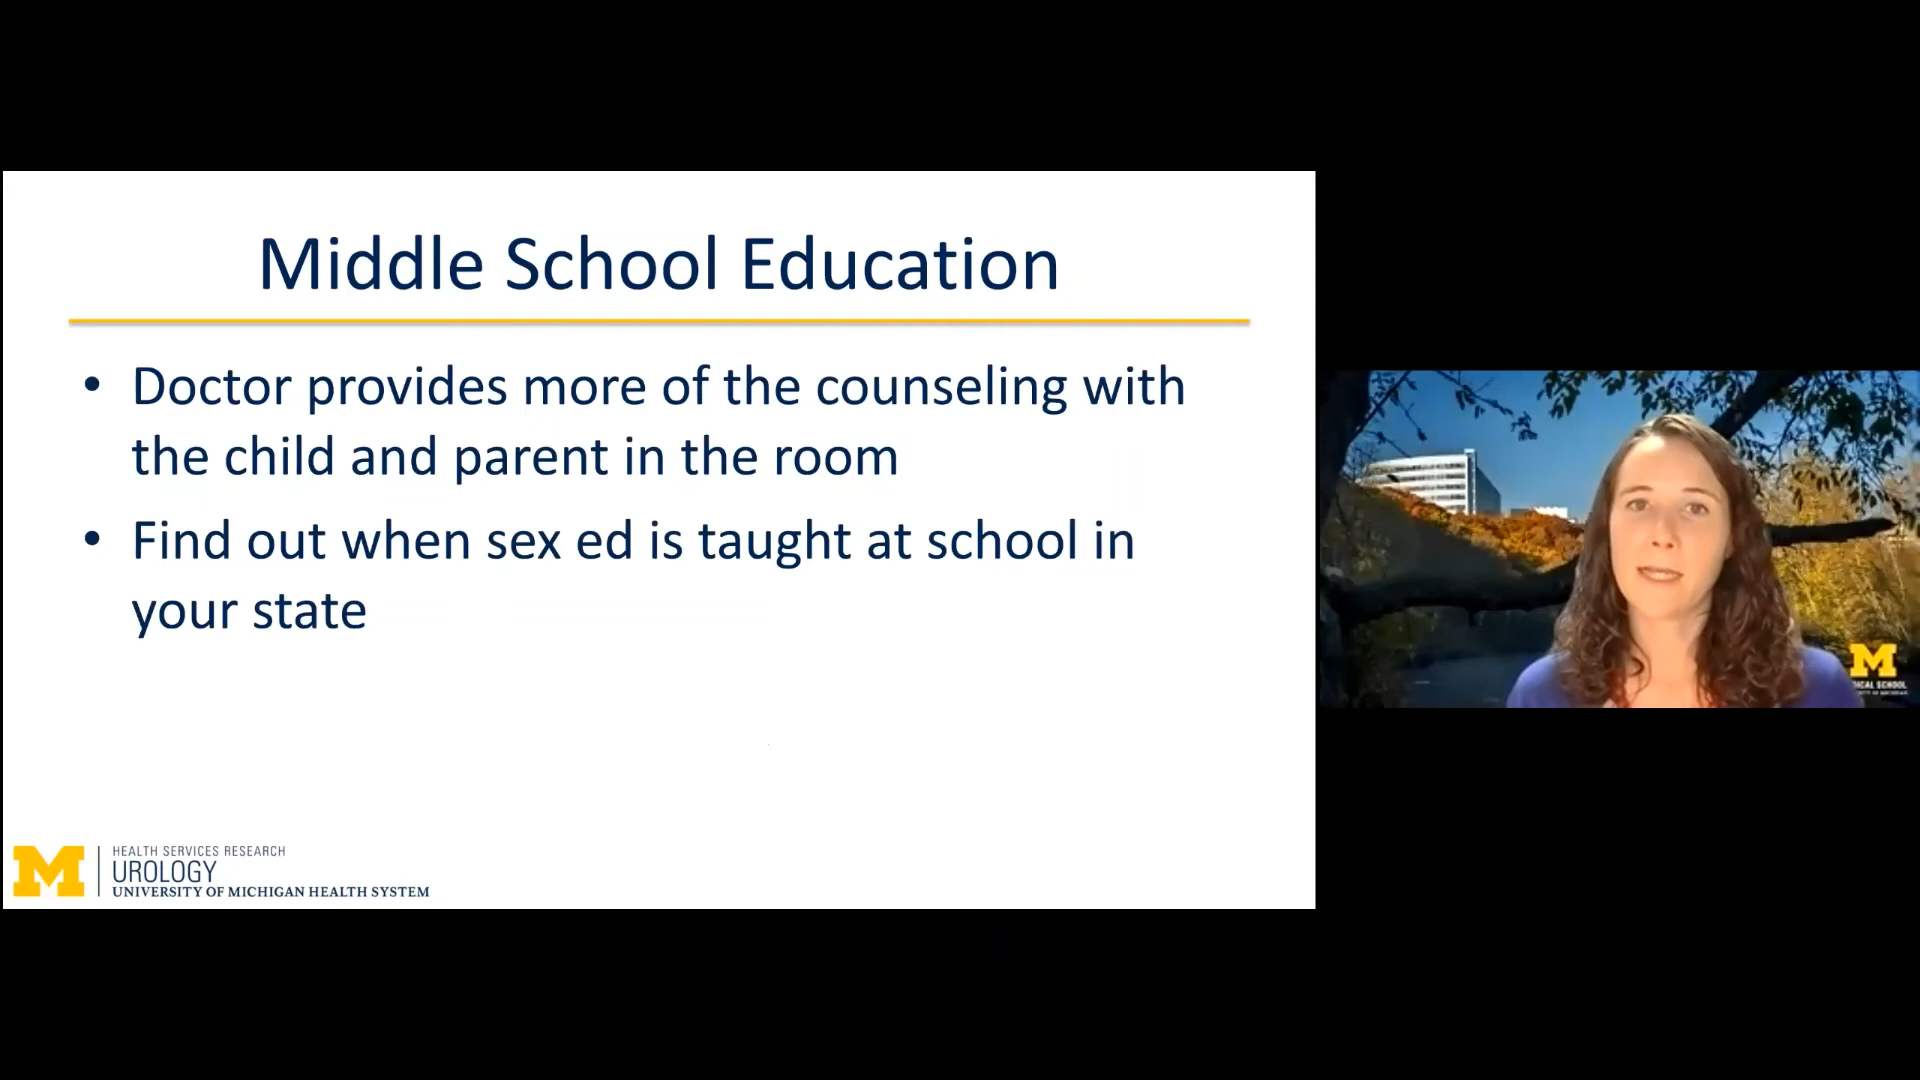 Middle School Education
• Doctor provides more of the counseling with
the child and parent in the room
• Find out when sex ed is taught at school in
your state
M
HEALTH SERVICES RESEARCH
UROLOGY
UNIVERSITY OF MICHIGAN HEALTH SYSTEM
M
SCHOOL